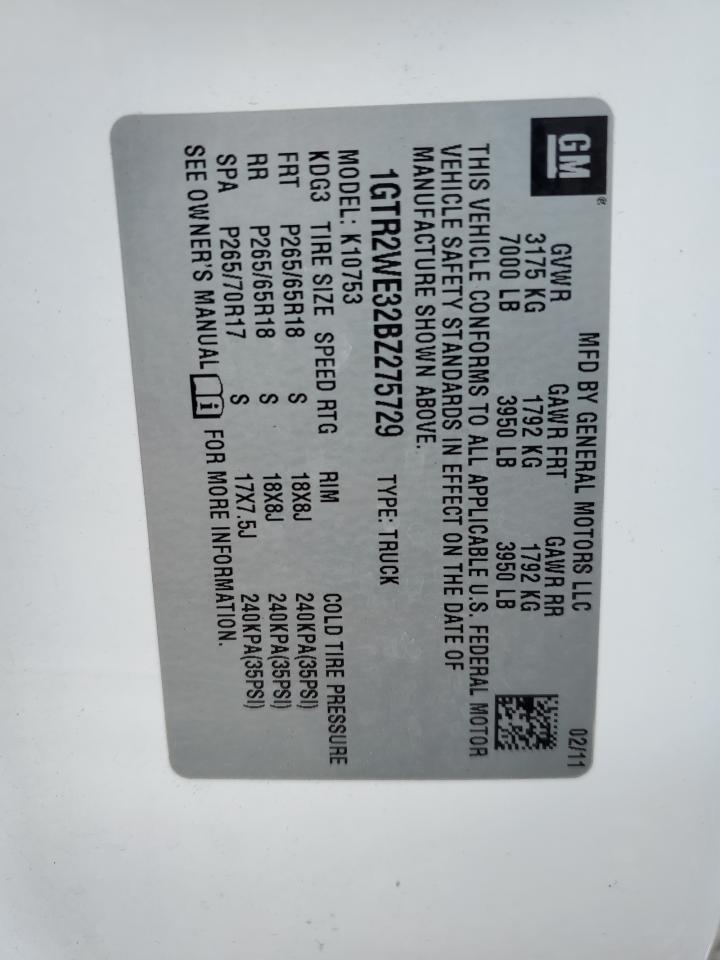 GM®
MFD BY GENERAL MOTORS LLC 02/11
GVWR GAWR FRT GAWR RR
3175 KG 1792 KG 1792 KG
7000 LB 3950 LB 3950 LB
THIS VEHICLE CONFORMS TO ALL APPLICABLE U.S. FEDERAL MOTOR
VEHICLE SAFETY STANDARDS IN EFFECT ON THE DATE OF
MANUFACTURE SHOWN ABOVE.
1GTR2WE32BZ275729 TYPE: TRUCK
MODEL: K10753
KDG3 TIRE SIZE SPEED RTG RIM COLD TIRE PRESSURE
FRT P265/65R18 S 18X8J 240KPA(35PSI)
RR P265/65R18 S 18X8J 240KPA(35PSI)
SPA P265/70R17 S 17X7.5J 240KPA(35PSI)
SEE OWNER'S MANUAL i FOR MORE INFORMATION.